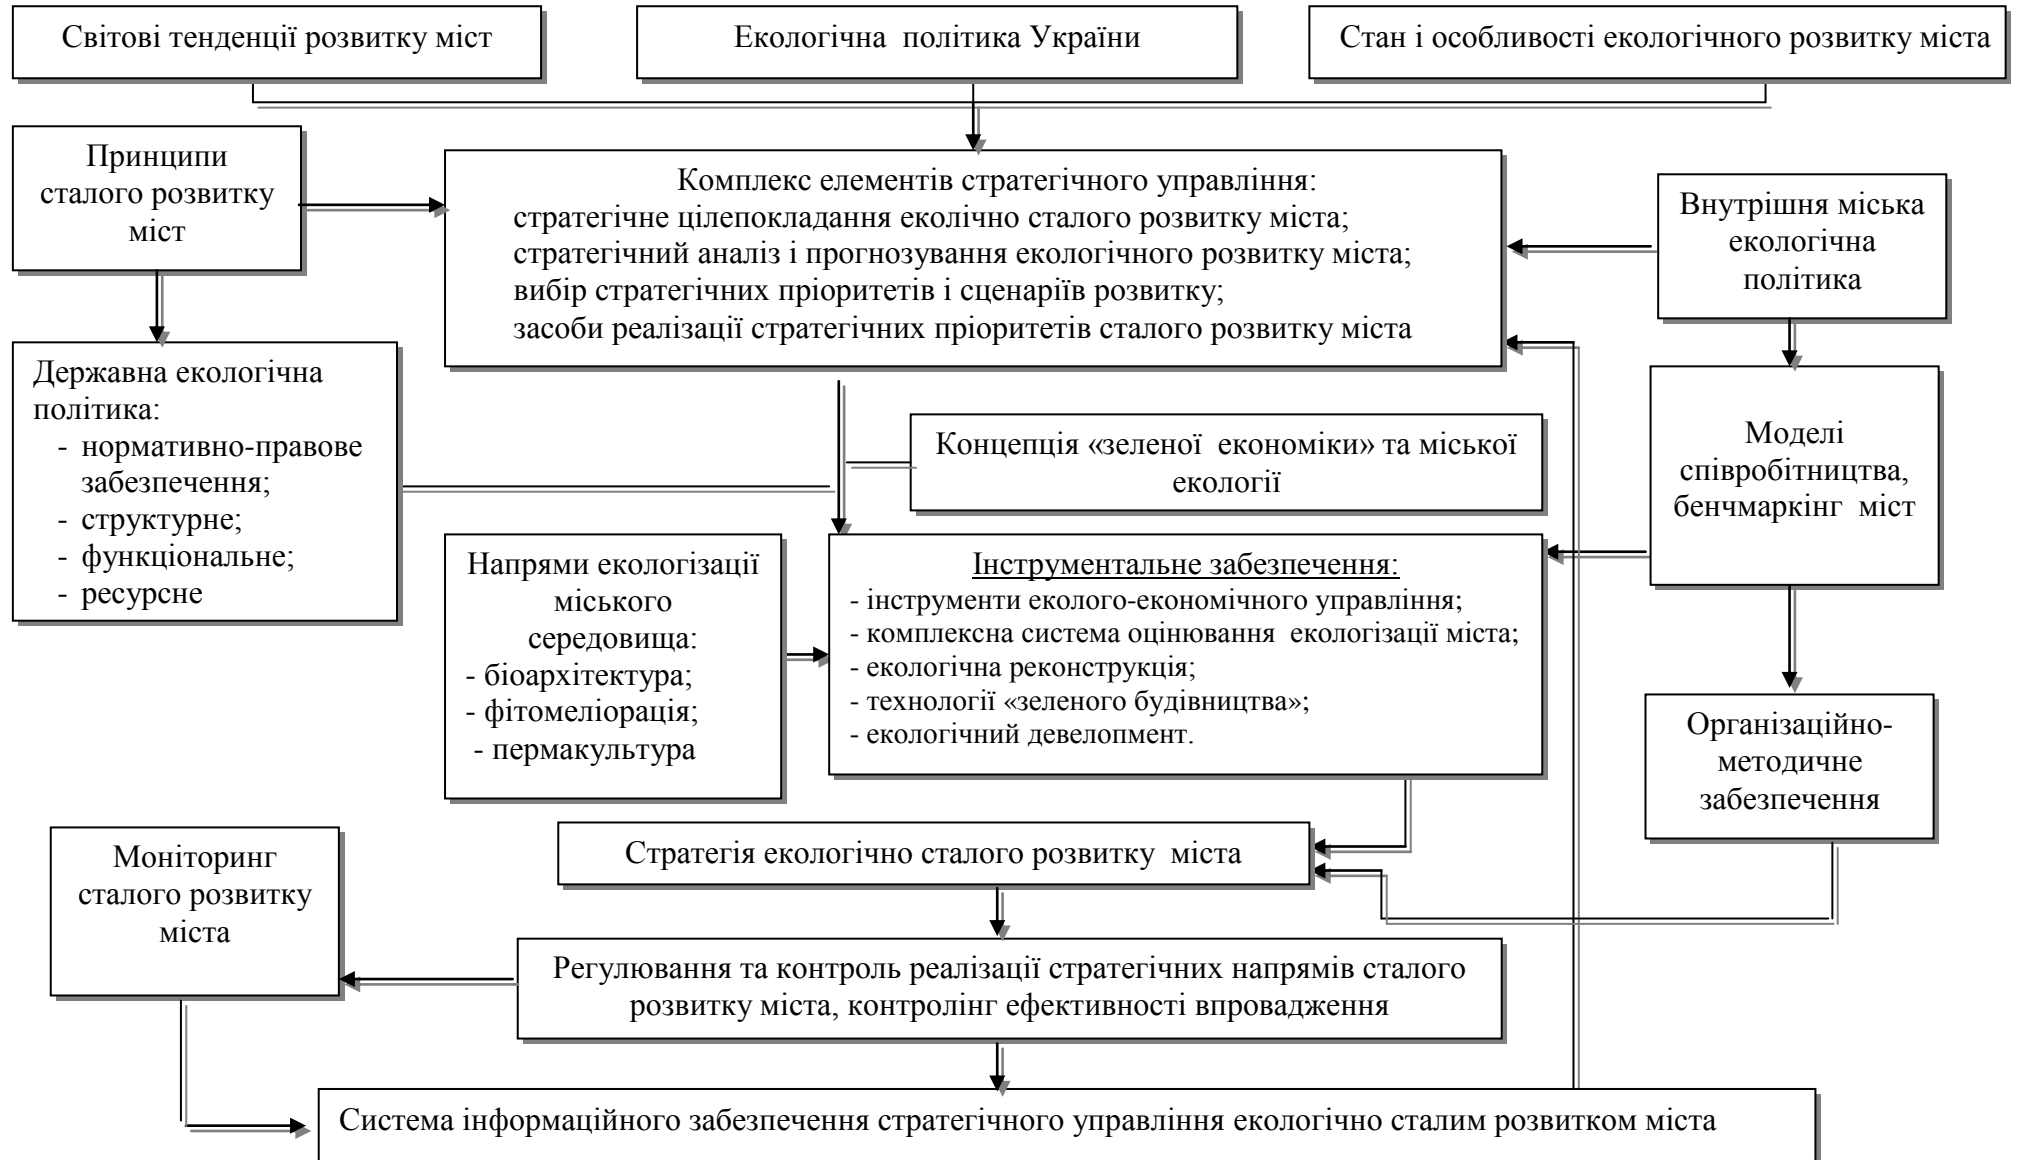 Світові тенденції розвитку міст
Екологічна політика України
Стан і особливості екологічного розвитку міста
Принципи
сталого розвитку
міст
Комплекс елементів стратегічного управління:
стратегічне цілепокладання еколічно сталого розвитку міста;
стратегічний аналіз і прогнозування екологічного розвитку міста;
вибір стратегічних пріоритетів і сценаріїв розвитку;
засоби реалізації стратегічних пріоритетів сталого розвитку міста
Внутрішня міська
екологічна
політика
Державна екологічна
політика:
- нормативно-правове
забезпечення;
- структурне;
- функціональне;
- ресурсне
Концепція «зеленої економіки» та міської
екології
Моделі
співробітництва,
бенчмаркінг міст
Напрями екологізації
міського
середовища:
- біоархітектура;
- фітомеліорація;
- пермакультура
Інструментальне забезпечення:
- інструменти еколого-економічного управління;
- комплексна система оцінювання екологізації міста;
- екологічна реконструкція;
- технології «зеленого будівництва»;
- екологічний девелопмент.
Організаційно-
методичне
забезпечення
Стратегія екологічно сталого розвитку міста
Моніторинг
сталого розвитку
міста
Регулювання та контроль реалізації стратегічних напрямів сталого
розвитку міста, контролінг ефективності впровадження
Система інформаційного забезпечення стратегічного управління екологічно сталим розвитком міста